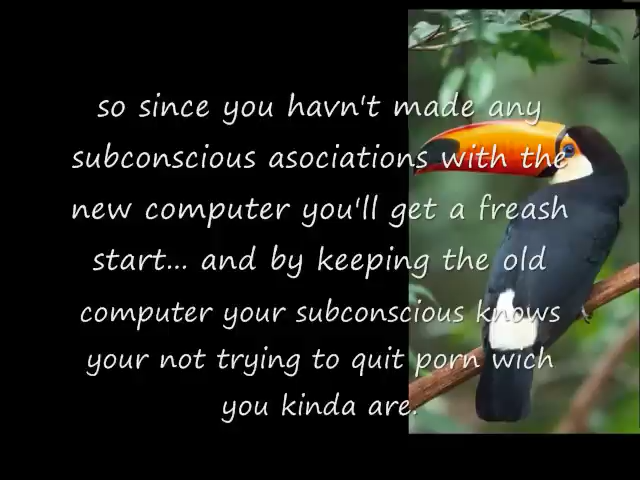 so since you havn't made any
subconscious asociations with the
new computer you'll get a freash
start... and by keeping the old
computer your subconscious knows
your not trying to quit porn wich
you kinda are.